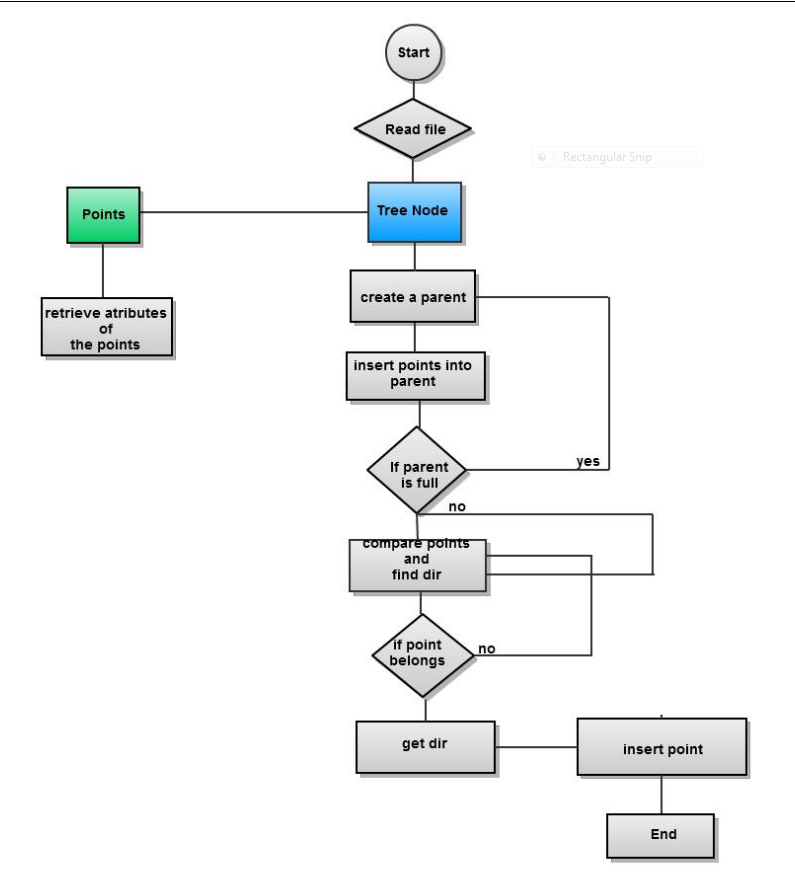 Start
Read file
Rectangular Snip
Points
Tree Node
create a parent
retrieve atributes
of
the points
insert points into
parent
If parent
is full
yes
no
compare points
and
find dir
if point
belongs
no
get dir
insert point
End